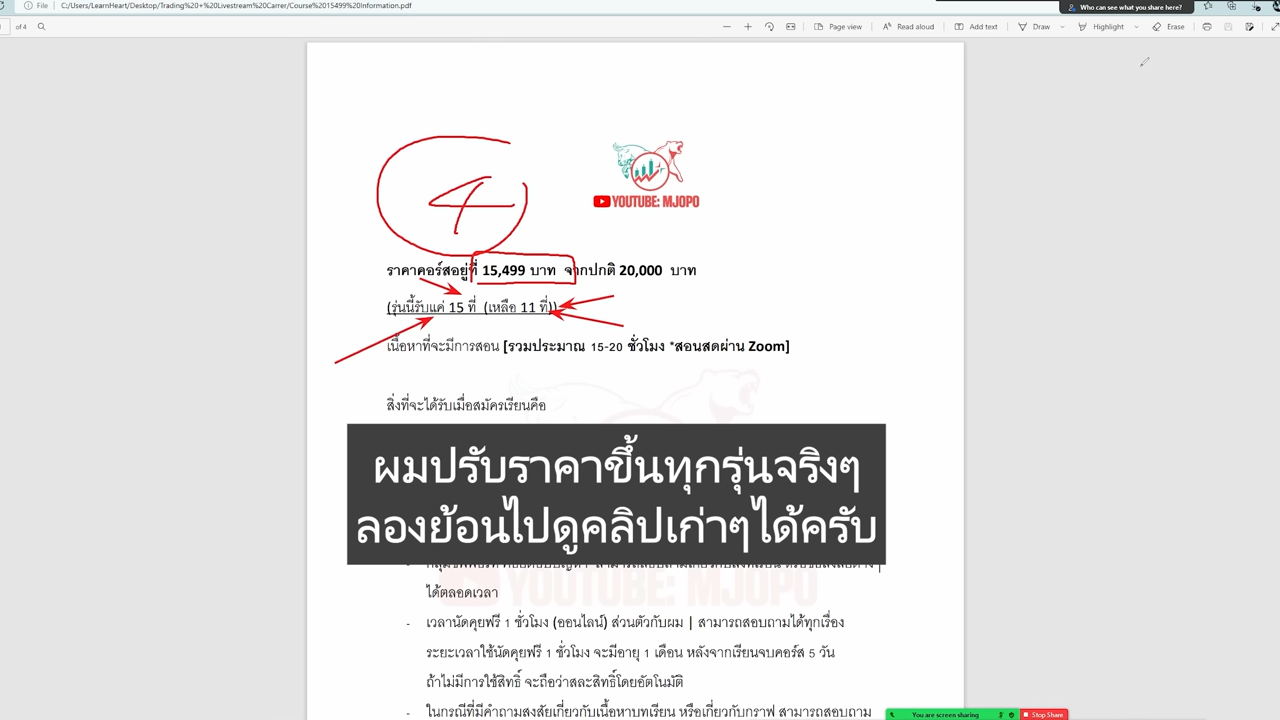 File C:/Users/LearnHeart/Desktop/Trading%20+%20Livestream%20Carrer/Course%2015499%20Information.pdf
Who can see what you share here?
of 4
Page view
Read aloud
Add text
Draw
Highlight
Erase
4
YOUTUBE: MJOPO
ราคาคอร์สอยู่ที่ 15,499 บาท จากปกติ 20,000 บาท
(รุ่นนี้รับแค่ 15 ที่ (เหลือ 11 ที่))
เนื้อหาที่จะมีการสอน [รวมประมาณ 15-20 ชั่วโมง *สอนสดผ่าน Zoom]
สิ่งที่จะได้รับเมื่อสมัครเรียนคือ
ผมปรับราคาขึ้นทุกรุ่นจริงๆ
ลองย้อนไปดูคลิปเก่าๆได้ครับ
YOUTUBE: MJOPO
ได้ตลอดเวลา
- เวลานัดคุยฟรี 1 ชั่วโมง (ออนไลน์) ส่วนตัวกับผม | สามารถสอบถามได้ทุกเรื่อง
ระยะเวลาใช้นัดคุยฟรี 1 ชั่วโมง จะมีอายุ 1 เดือน หลังจากเรียนจบคอร์ส 5 วัน
ถ้าไม่มีการใช้สิทธิ์ จะถือว่าสละสิทธิ์โดยอัตโนมัติ
- ในกรณีที่มีคำถามสงสัยเกี่ยวกับเนื้อหาบทเรียน หรือเกี่ยวกับกราฟ สามารถสอบถาม
You are screen sharing
Stop Share